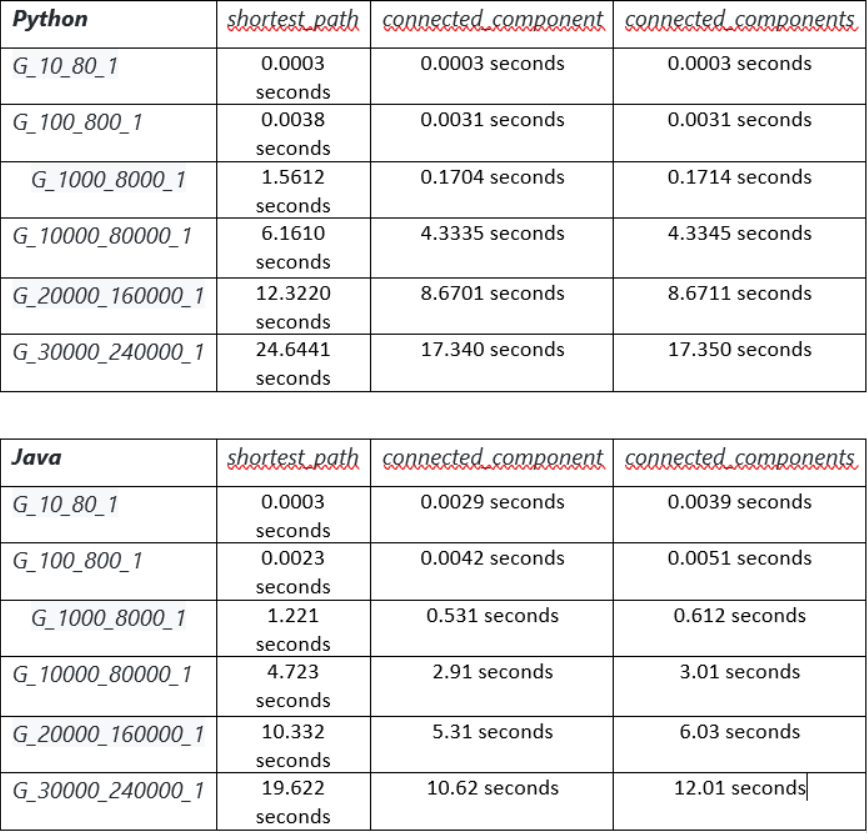 Python shortest_path connected_component connected_components
G_10_80_1 0.0003 seconds 0.0003 seconds 0.0003 seconds
G_100_800_1 0.0038 seconds 0.0031 seconds 0.0031 seconds
G_1000_8000_1 1.5612 seconds 0.1704 seconds 0.1714 seconds
G_10000_80000_1 6.1610 seconds 4.3335 seconds 4.3345 seconds
G_20000_160000_1 12.3220 seconds 8.6701 seconds 8.6711 seconds
G_30000_240000_1 24.6441 seconds 17.340 seconds 17.350 seconds
Java shortest_path connected_component connected_components
G_10_80_1 0.0003 seconds 0.0029 seconds 0.0039 seconds
G_100_800_1 0.0023 seconds 0.0042 seconds 0.0051 seconds
G_1000_8000_1 1.221 seconds 0.531 seconds 0.612 seconds
G_10000_80000_1 4.723 seconds 2.91 seconds 3.01 seconds
G_20000_160000_1 10.332 seconds 5.31 seconds 6.03 seconds
G_30000_240000_1 19.622 seconds 10.62 seconds 12.01 seconds